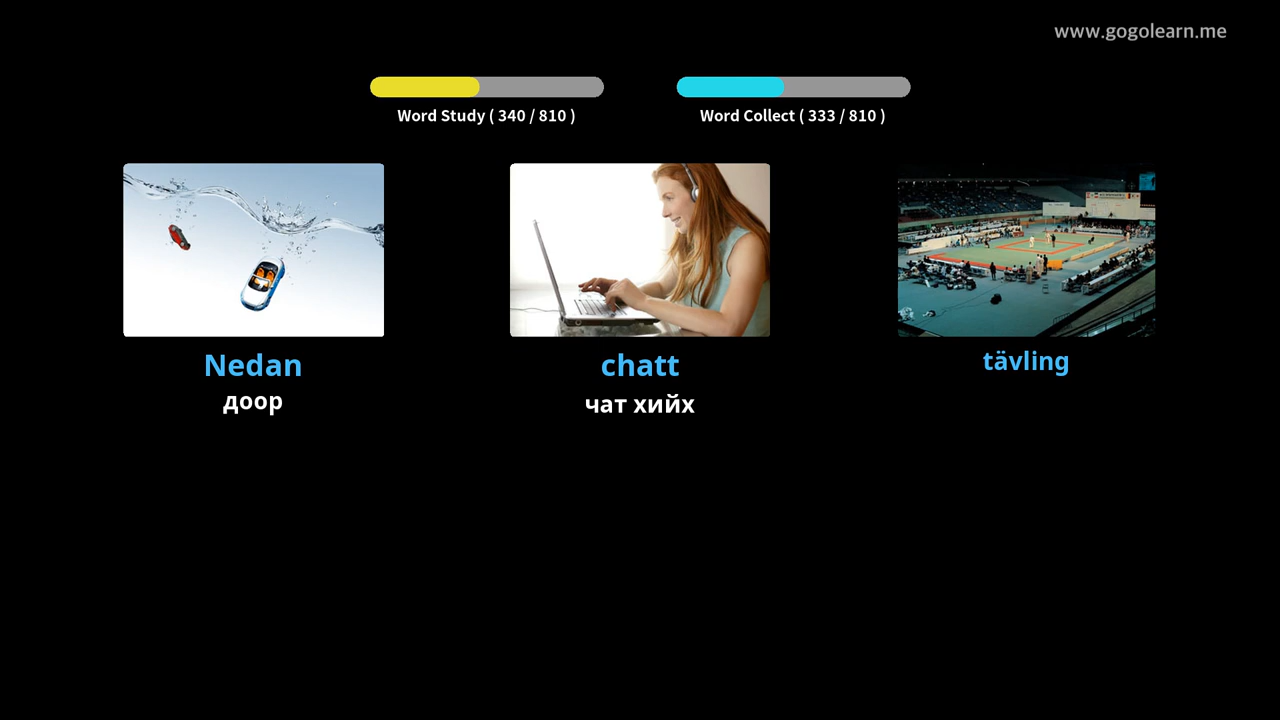 www.gogolearn.me
Word Study ( 340 / 810 )
Word Collect ( 333 / 810 )
Nedan
доор
chatt
чат хийх
tävling